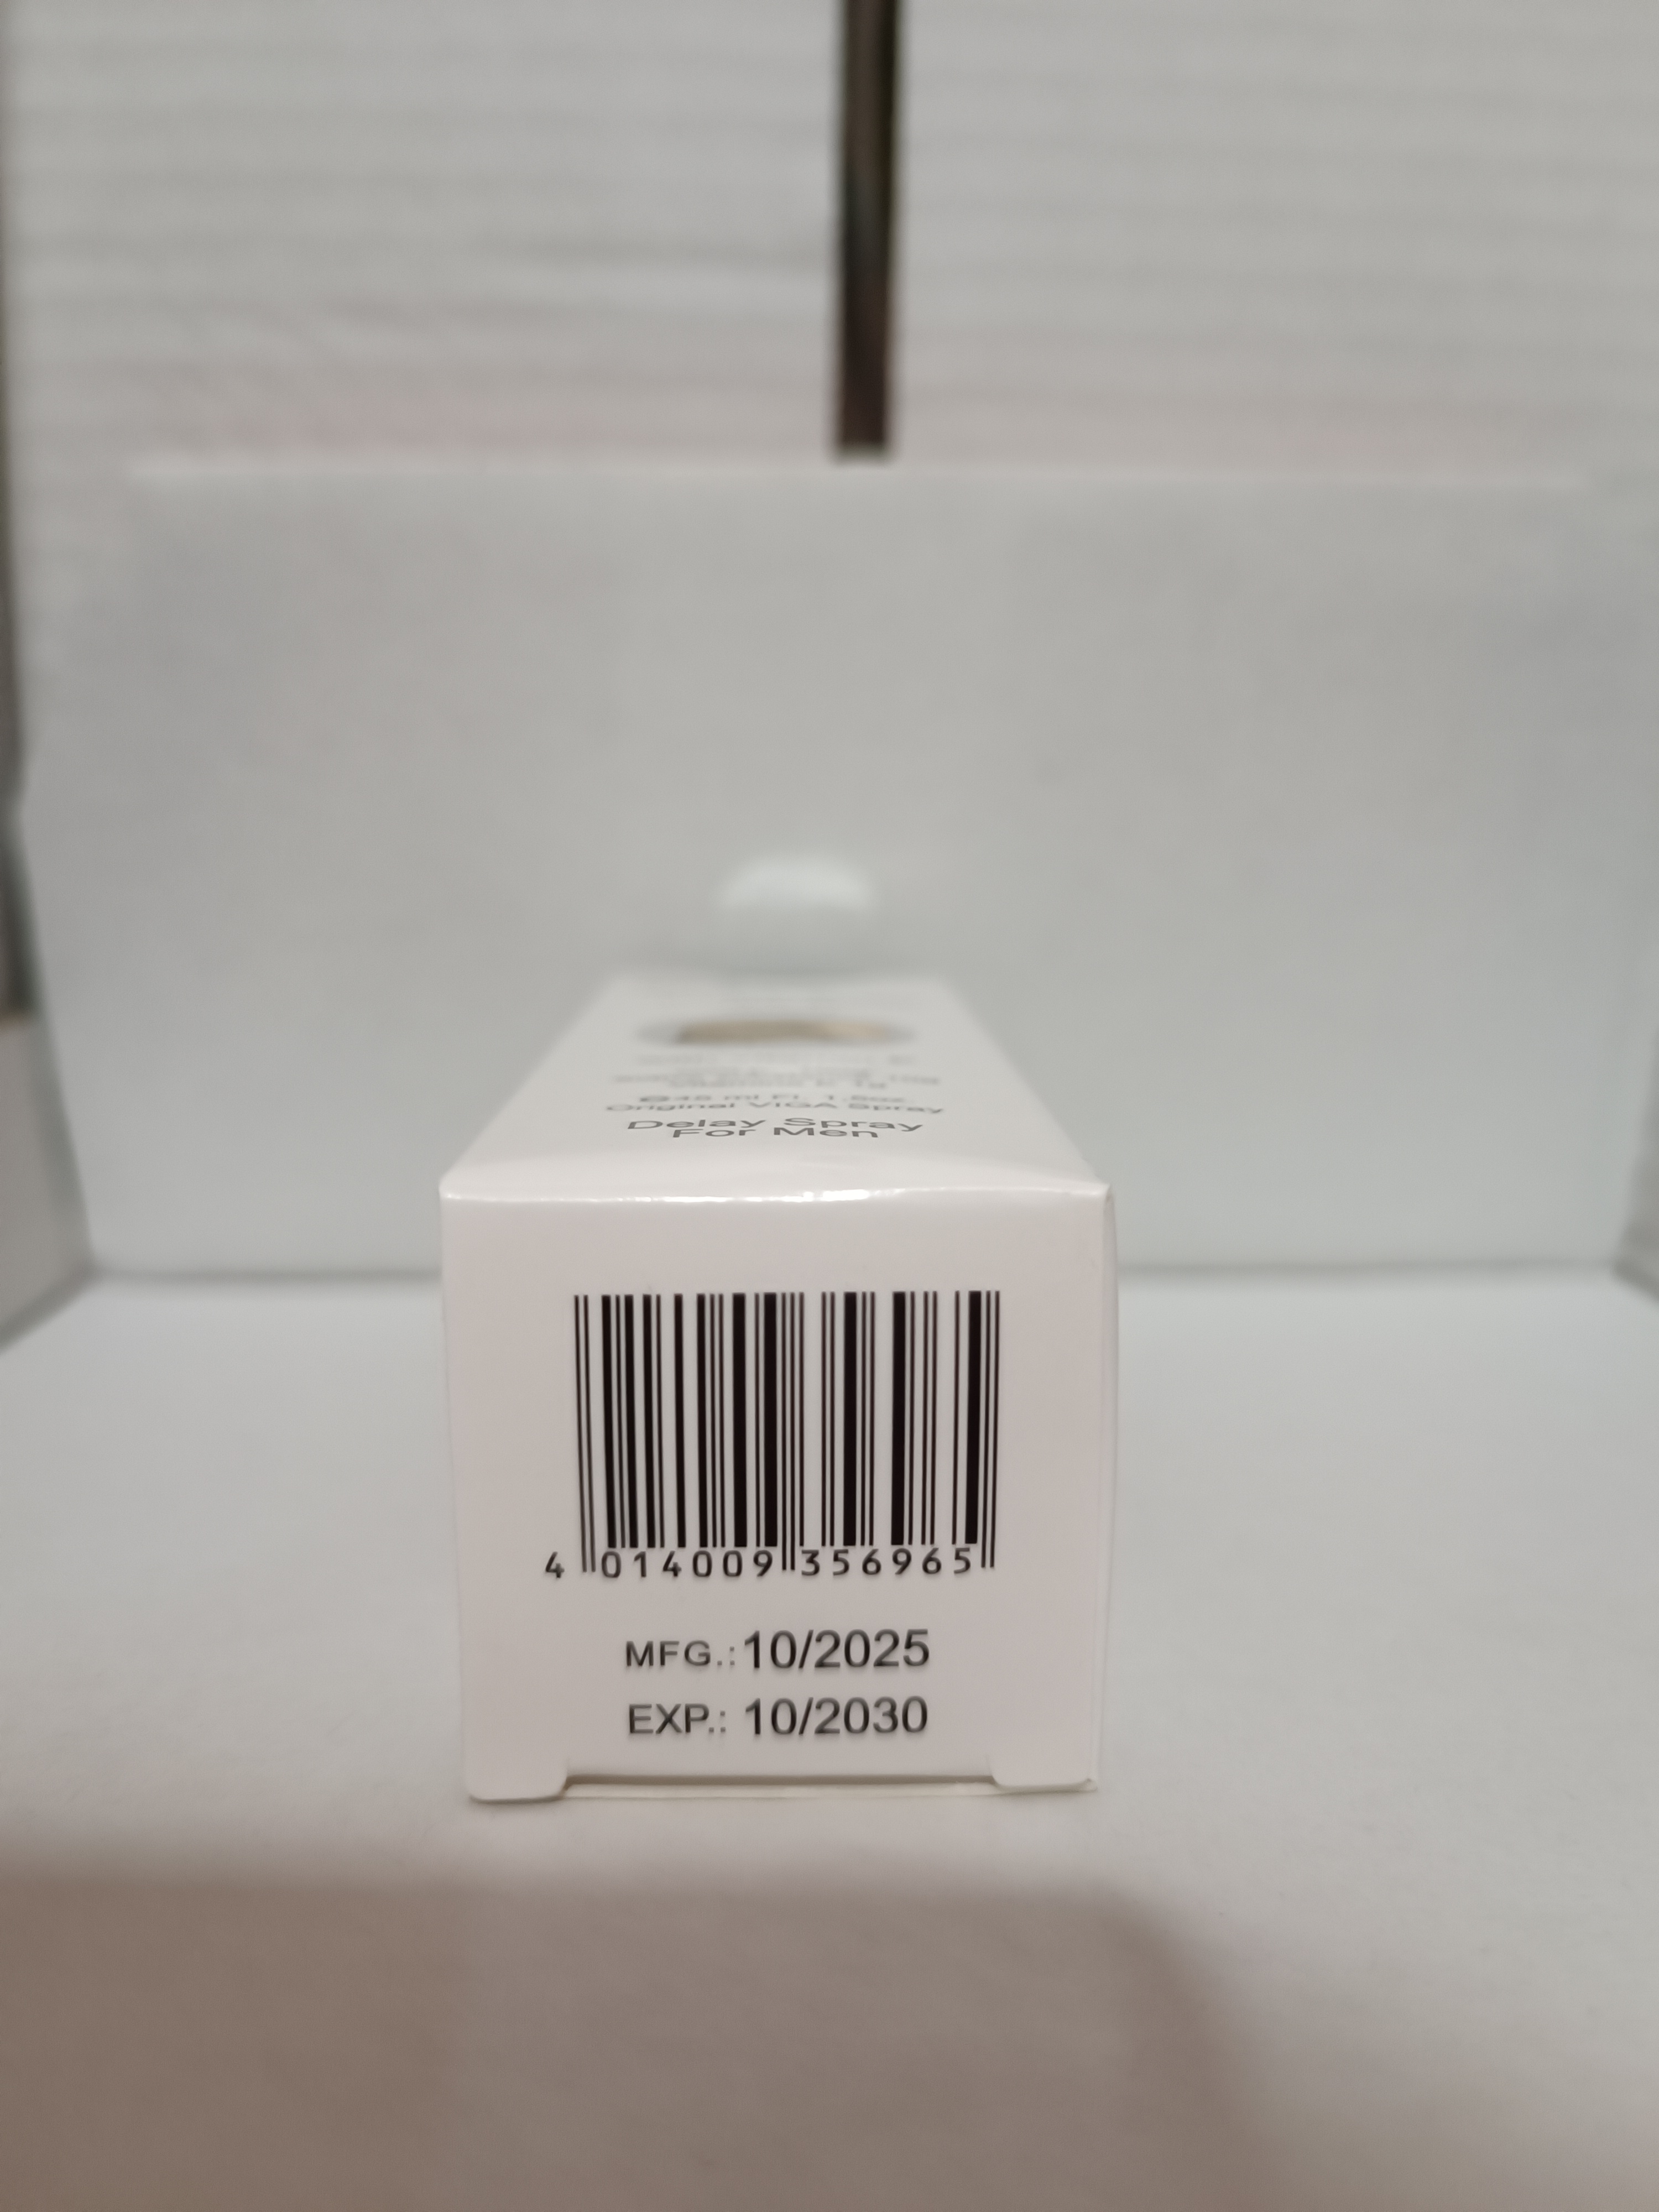 ℮45 ml Fl. 1.5oz.
Original VIGA Spray
Delay Spray
For Men
4 014009 356965
MFG.:10/2025
EXP.: 10/2030